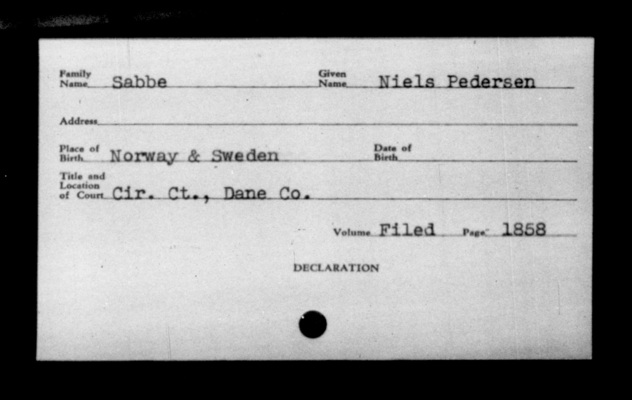 Family Name Sabbe Given Name Niels Pedersen
Address
Place of Birth Norway & Sweden Date of Birth
Title and Location of Court Cir. Ct., Dane Co.
Volume Filed Page 1858
DECLARATION